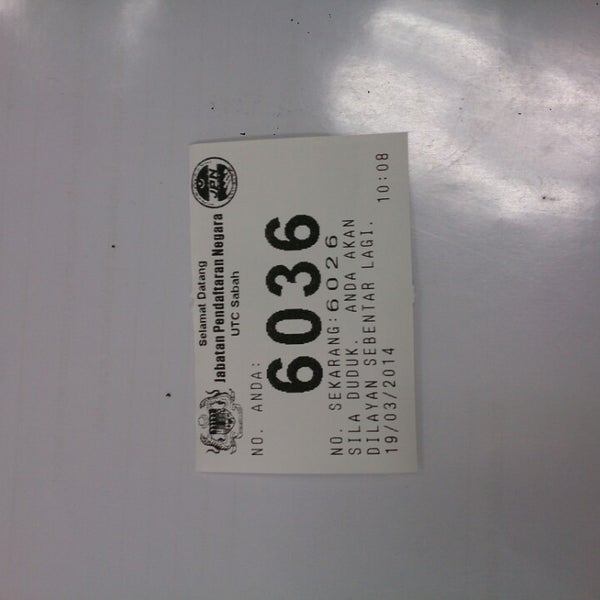 Selamat Datang
Jabatan Pendaftaran Negara
UTC Sabah
JPN
NO. ANDA:
6036
NO. SEKARANG:6026
SILA DUDUK. ANDA AKAN
DILAYAN SEBENTAR LAGI.
19/03/2014 10:08